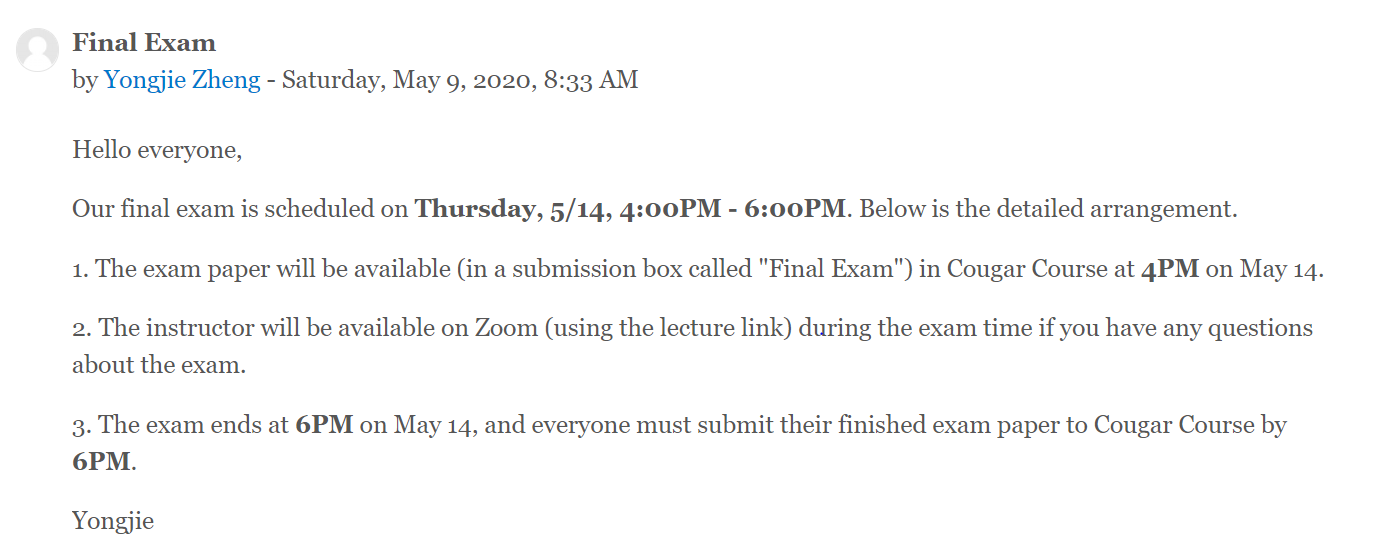 Final Exam
by Yongjie Zheng - Saturday, May 9, 2020, 8:33 AM
Hello everyone,
Our final exam is scheduled on Thursday, 5/14, 4:00PM - 6:00PM. Below is the detailed arrangement.
1. The exam paper will be available (in a submission box called "Final Exam") in Cougar Course at 4PM on May 14.
2. The instructor will be available on Zoom (using the lecture link) during the exam time if you have any questions
about the exam.
3. The exam ends at 6PM on May 14, and everyone must submit their finished exam paper to Cougar Course by
6PM.
Yongjie